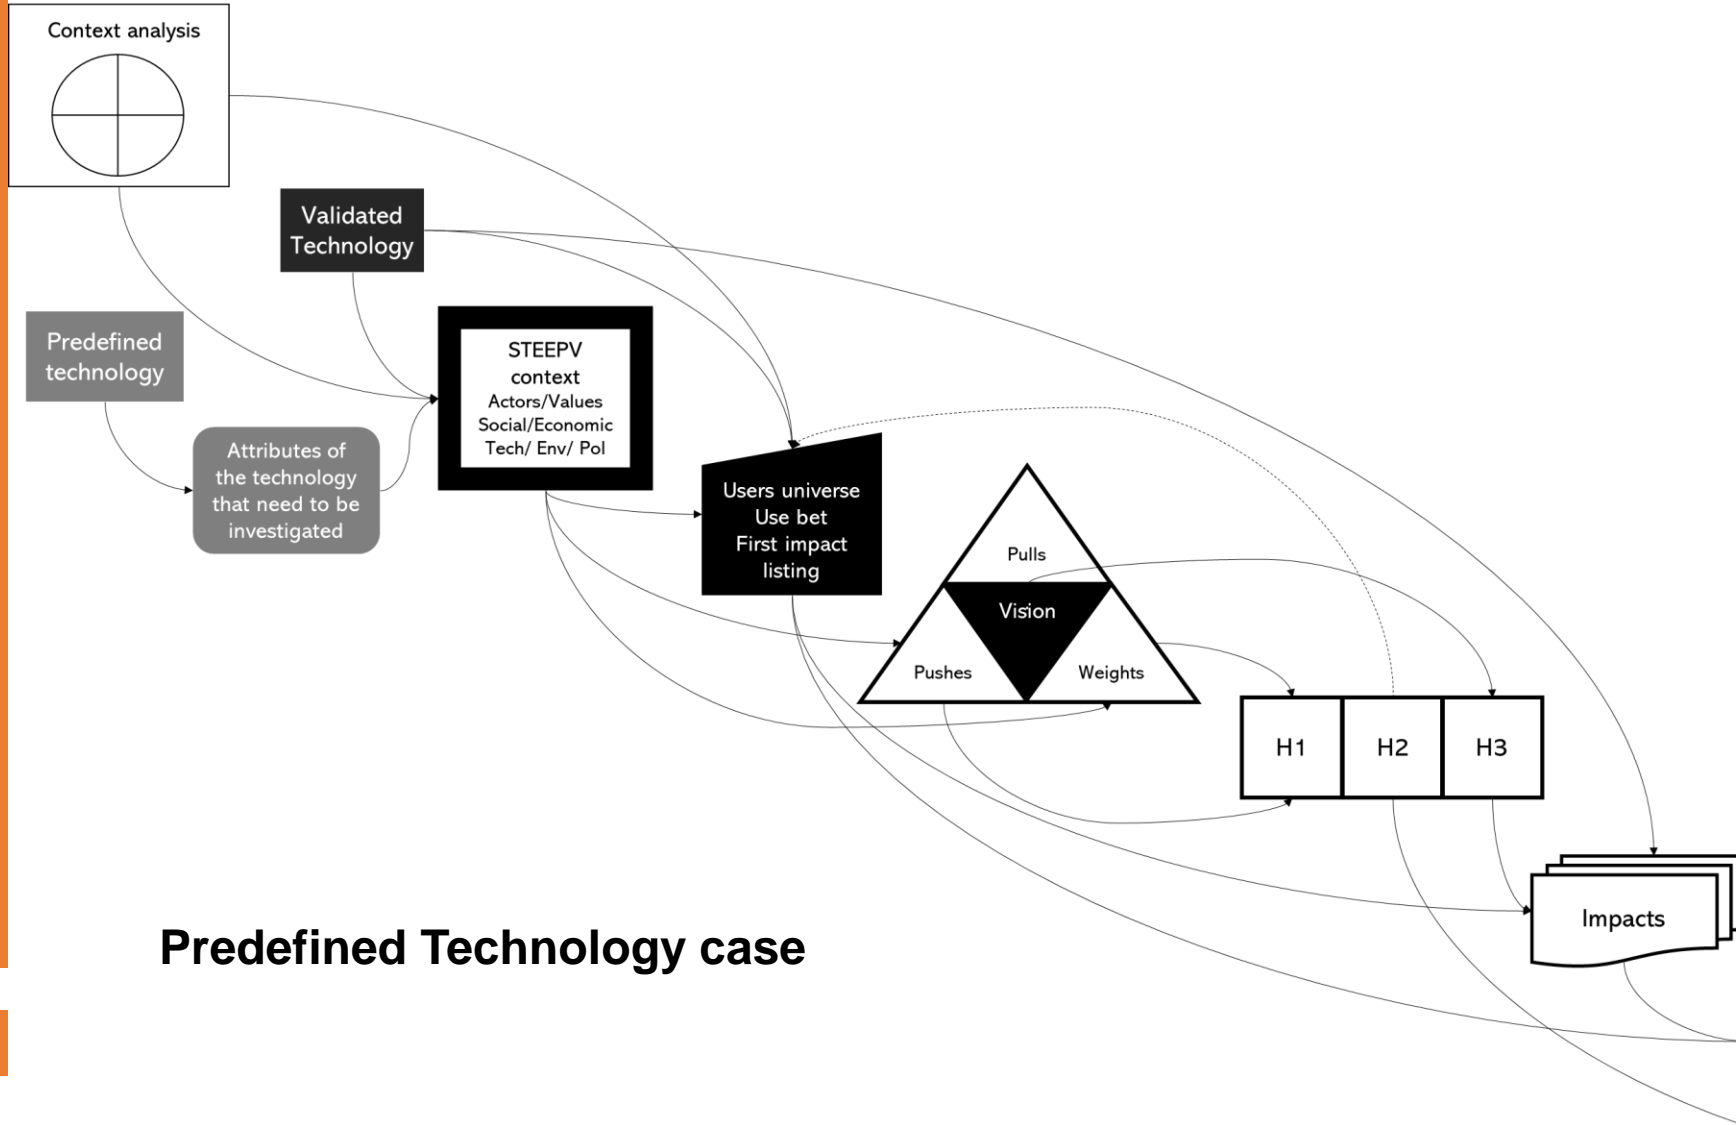 Context analysis
Validated
Technology
Predefined
technology
Attributes of
the technology
that need to be
investigated
STEEPV
context
Actors/Values
Social/Economic
Tech/ Env/ Pol
Users universe
Use bet
First impact
listing
Pulls
Vision
Pushes
Weights
H1
H2
H3
Impacts
Predefined Technology case